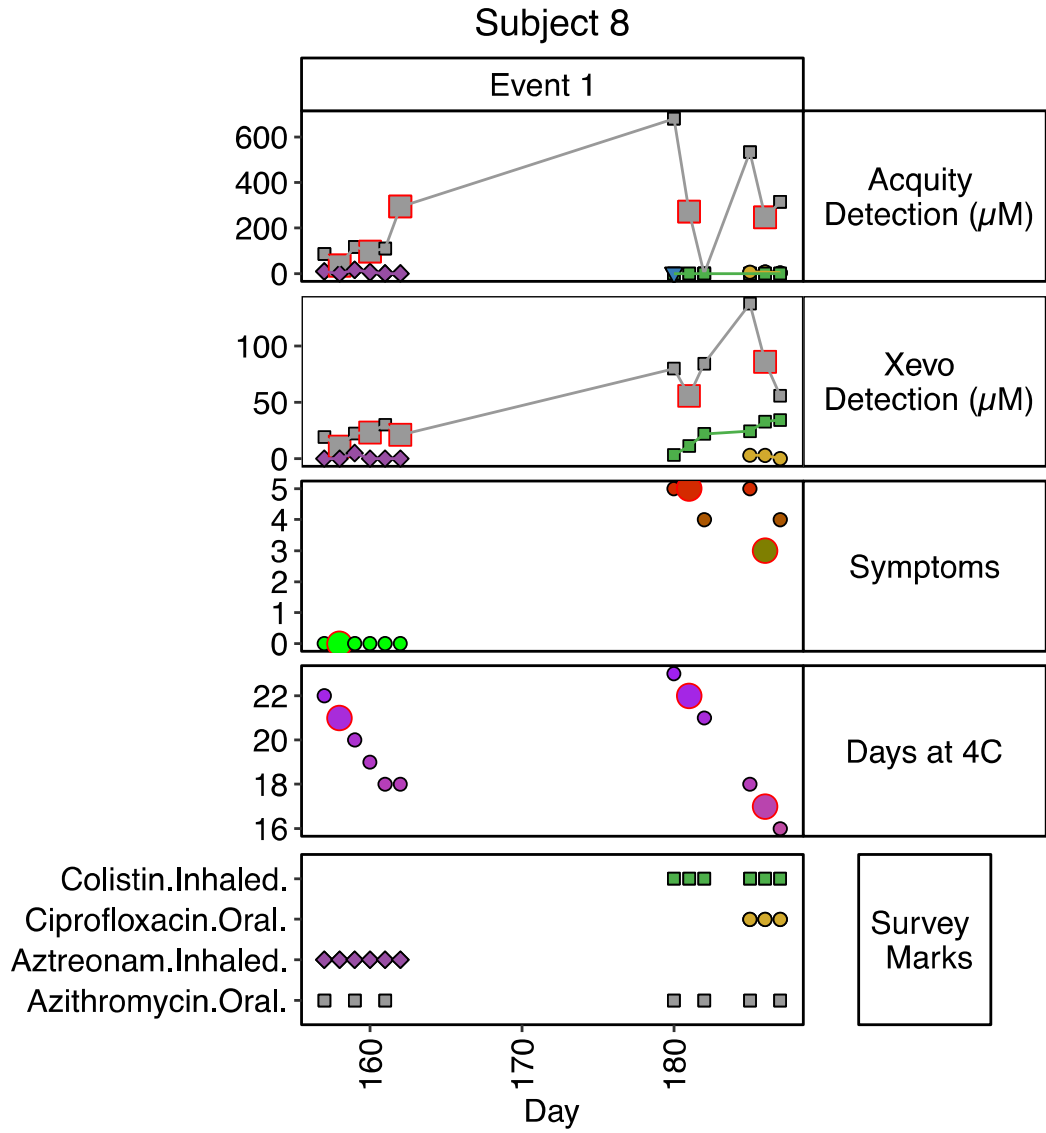 Subject 8
Event 1
600
400
200
0
Acquity
Detection (µM)
100
50
0
Xevo
Detection (µM)
5
4
3
2
1
0
Symptoms
22
20
18
16
Days at 4C
Colistin.Inhaled.
Ciprofloxacin.Oral.
Aztreonam.Inhaled.
Azithromycin.Oral.
Survey
Marks
160
170
180
Day